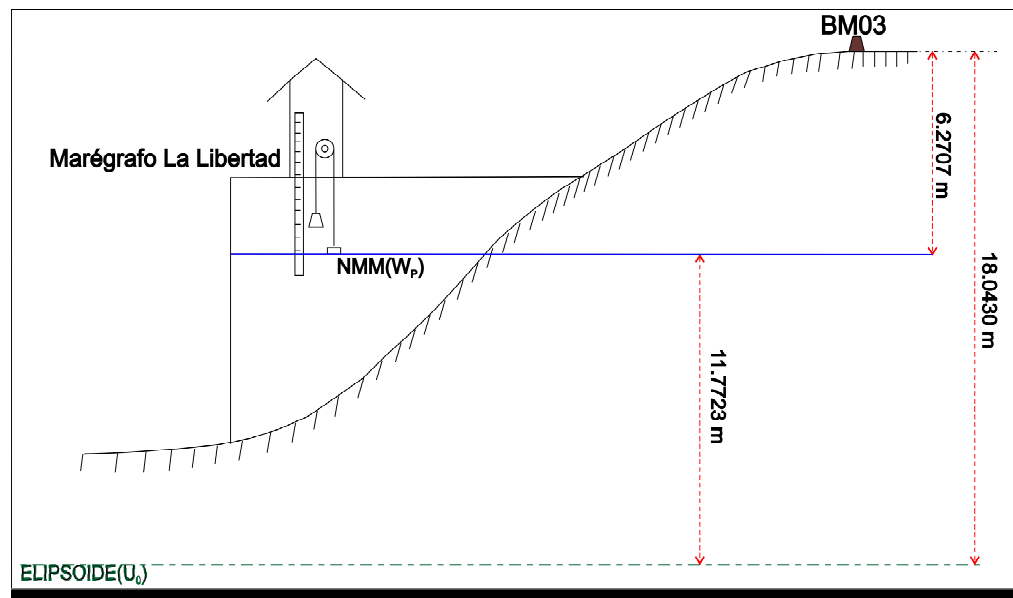 BM03
Marégrafo La Libertad
6.2707 m
NMM(WP)
18.0430 m
11.7723 m
ELIPSOIDE(U0)